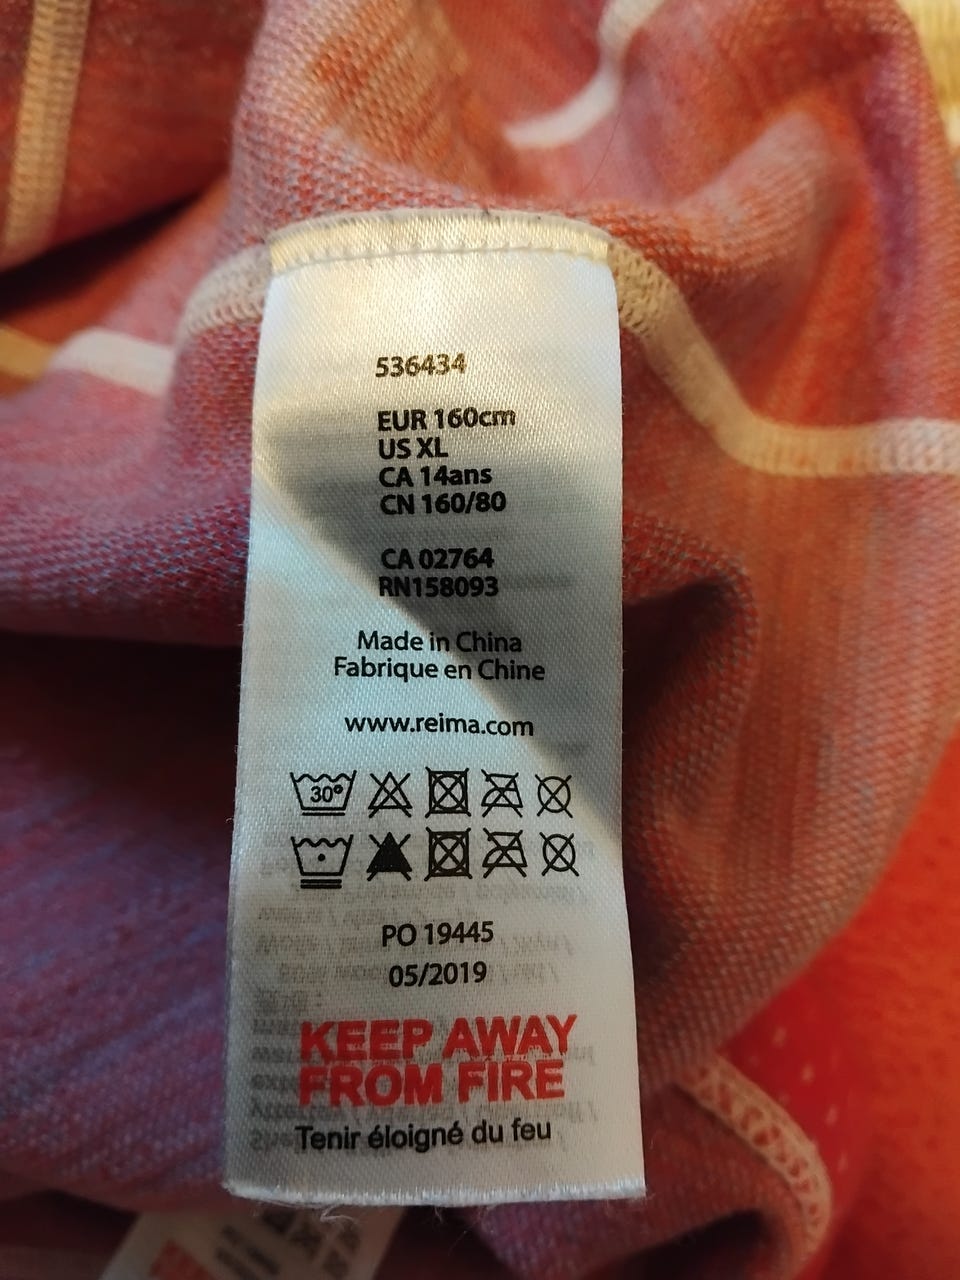 536434
EUR 160cm
US XL
CA 14ans
CN 160/80
CA 02764
RN158093
Made in China
Fabrique en Chine
www.reima.com
30°
PO 19445
05/2019
KEEP AWAY
FROM FIRE
Tenir éloigné du feu